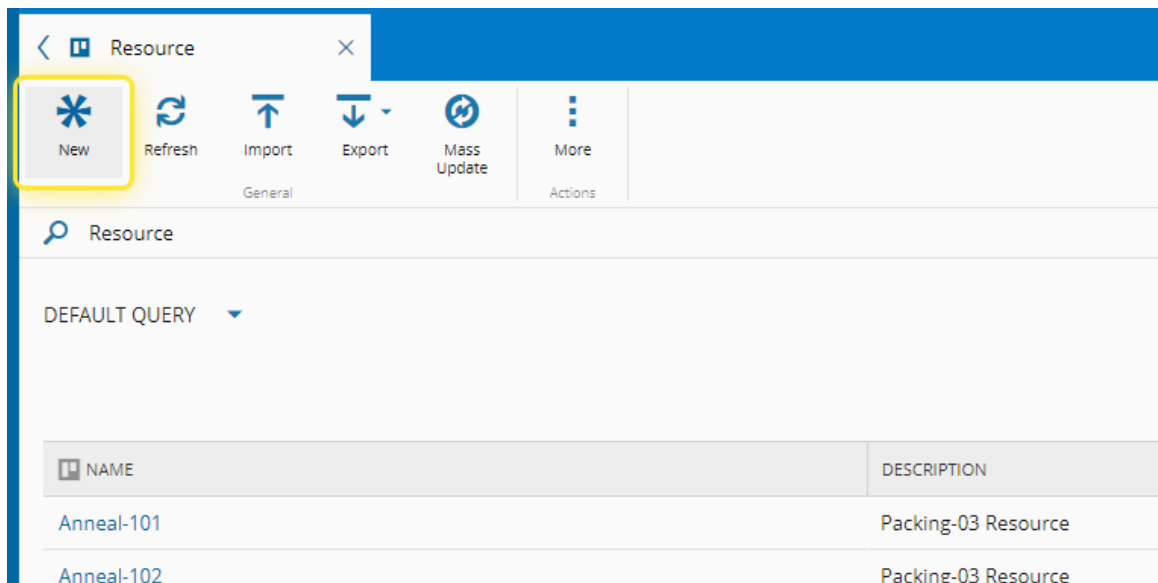 Resource
New Refresh Import Export Mass Update More
General Actions
Resource
DEFAULT QUERY
NAME DESCRIPTION
Anneal-101 Packing-03 Resource
Anneal-102 Packing-03 Resource